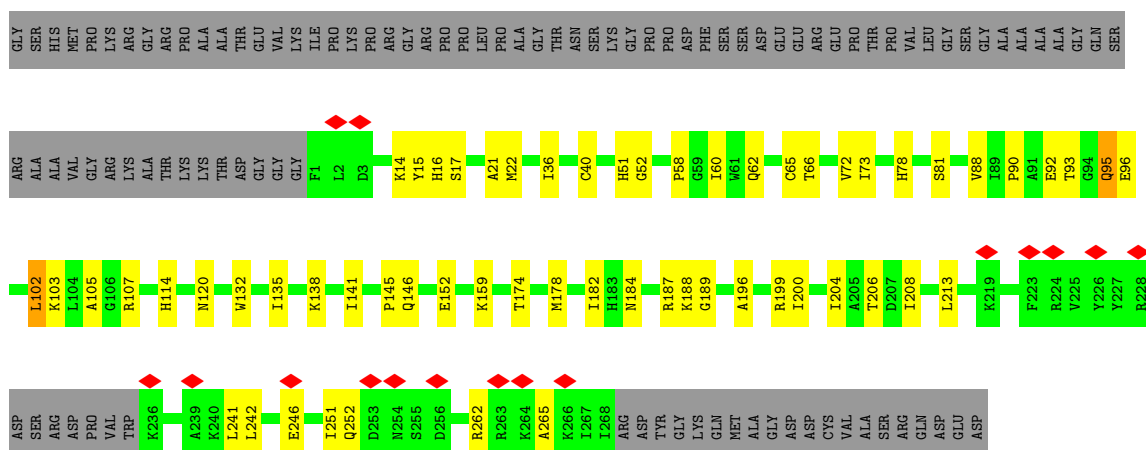 GLY SER HIS MET PRO LYS ARG GLY ARG PRO ALA ALA THR GLU VAL LYS ILE PRO LYS PRO ARG GLY ARG PRO PRO LEU PRO ALA GLY THR ASN SER LYS GLY PRO PRO ASP PHE SER SER ASP GLU GLU ARG GLU PRO THR PRO VAL LEU GLY SER GLY ALA ALA ALA ALA GLY GLN SER
ARG ALA ALA VAL GLY ARG LYS ALA THR LYS LYS THR ASP GLY GLY GLY F1 L2 D3 K14 Y15 H16 S17 A21 M22 I36 C40 H51 G52 P58 G59 I60 W61 Q62 C65 T66 V72 I73 H78 S81 V88 I89 P90 A91 E92 T93 G94 Q95 E96
L102 K103 L104 A105 G106 R107 H114 N120 W132 I135 K138 I141 P145 Q146 E152 K159 T174 M178 I182 H183 N184 R187 K188 G189 A196 R199 I200 I204 A205 T206 D207 I208 L213 K219 F223 R224 V225 Y226 Y227 R228
ASP SER ARG ASP PRO VAL TRP K236 A239 K240 L241 L242 E246 I251 Q252 D253 N254 S255 D256 R262 R263 K264 A265 K266 I267 I268 ARG ASP TYR GLY LYS GLN MET ALA GLY ASP ASP CYS VAL ALA SER ARG GLN ASP GLU ASP